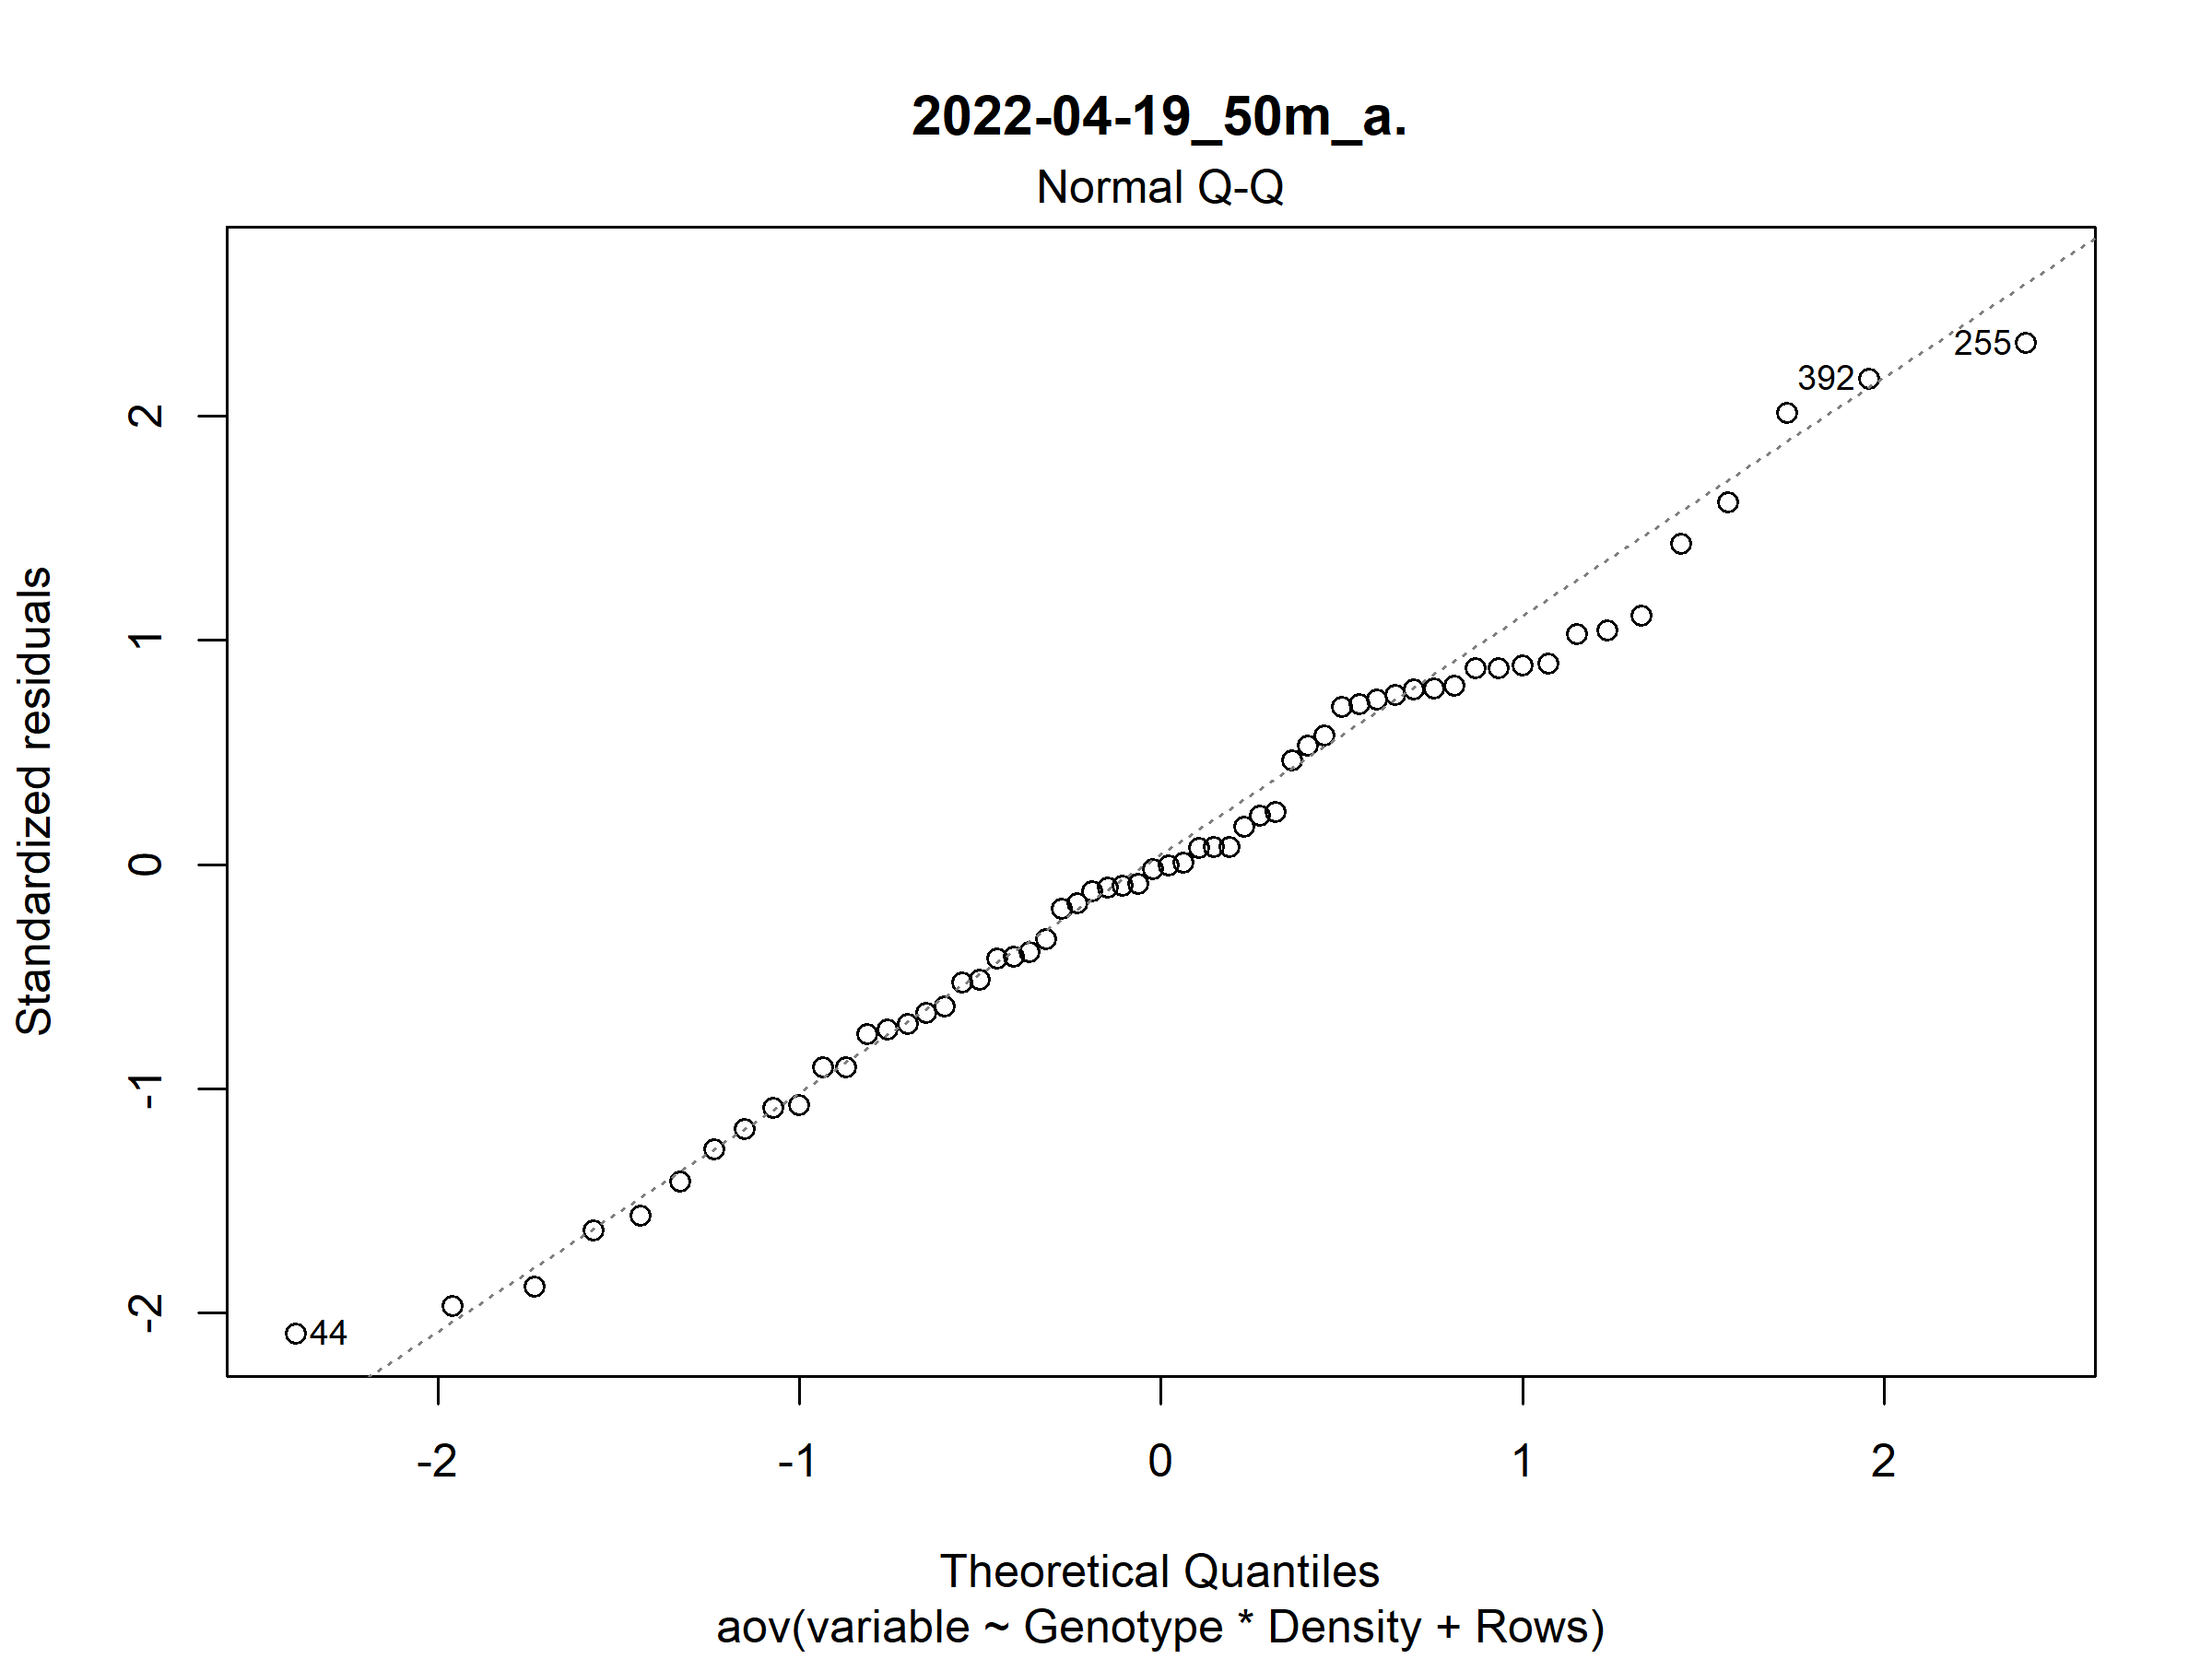 2022-04-19_50m_a.
Normal Q-Q
255
392
2
1
0
-1
-2
Standardized residuals
44
-2 -1 0 1 2
Theoretical Quantiles
aov(variable ~ Genotype * Density + Rows)